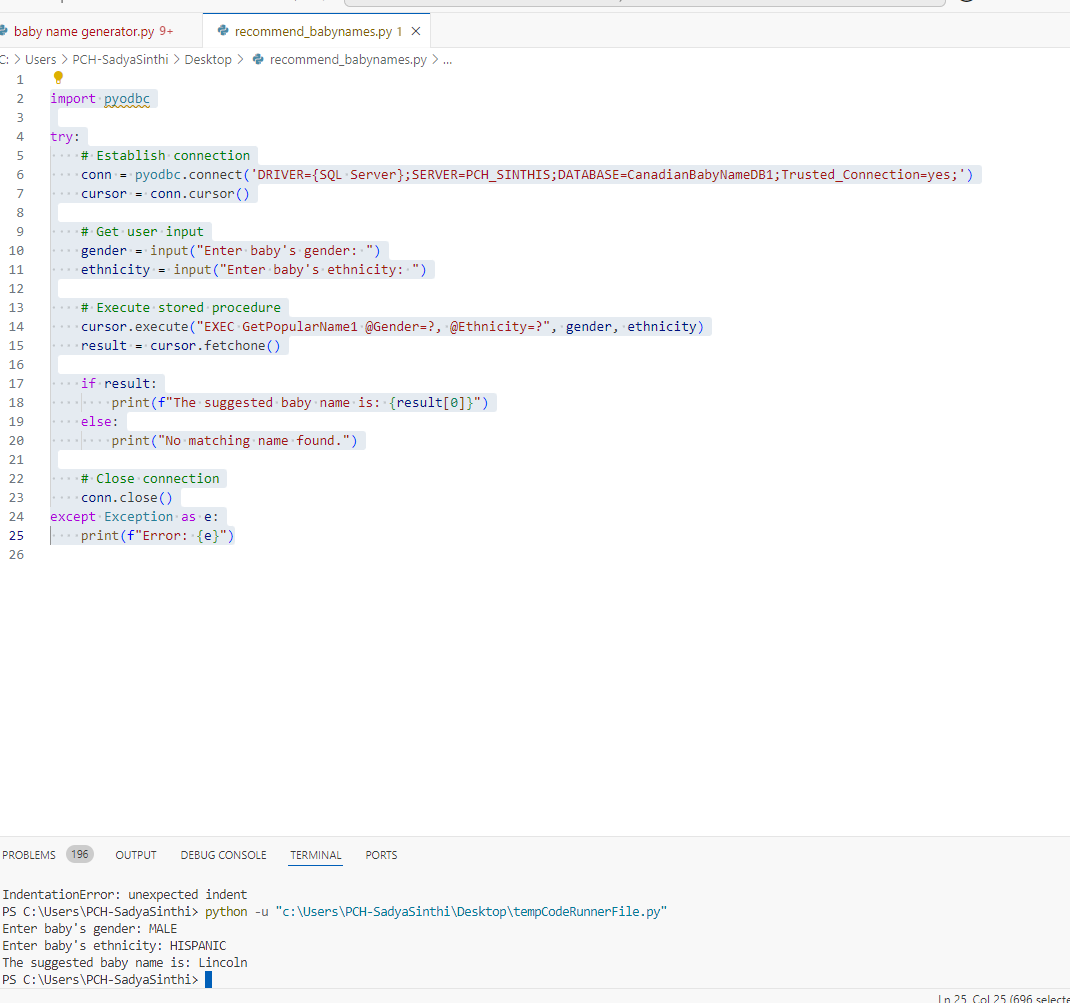 baby name generator.py 9+
recommend_babynames.py 1
C: > Users > PCH-SadyaSinthi > Desktop > recommend_babynames.py > ...
1
2 import pyodbc
3
4 try:
5     # Establish connection
6     conn = pyodbc.connect('DRIVER={SQL Server};SERVER=PCH_SINTHIS;DATABASE=CanadianBabyNameDB1;Trusted_Connection=yes;')
7     cursor = conn.cursor()
8
9     # Get user input
10     gender = input("Enter baby's gender: ")
11     ethnicity = input("Enter baby's ethnicity: ")
12
13     # Execute stored procedure
14     cursor.execute("EXEC GetPopularName1 @Gender=?, @Ethnicity=?", gender, ethnicity)
15     result = cursor.fetchone()
16
17     if result:
18         print(f"The suggested baby name is: {result[0]}")
19     else:
20         print("No matching name found.")
21
22     # Close connection
23     conn.close()
24 except Exception as e:
25     print(f"Error: {e}")
26
PROBLEMS 196 OUTPUT DEBUG CONSOLE TERMINAL PORTS
IndentationError: unexpected indent
PS C:\Users\PCH-SadyaSinthi> python -u "c:\Users\PCH-SadyaSinthi\Desktop\tempCodeRunnerFile.py"
Enter baby's gender: MALE
Enter baby's ethnicity: HISPANIC
The suggested baby name is: Lincoln
PS C:\Users\PCH-SadyaSinthi>
Ln 25, Col 25 (696 selecte